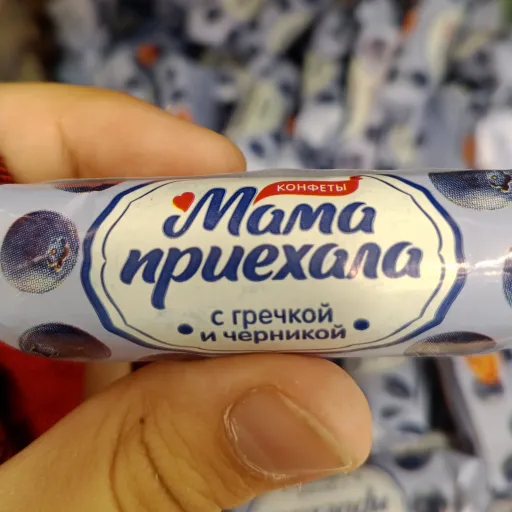 КОНФЕТЫ
Мама
приехала
с гречкой
и черникой